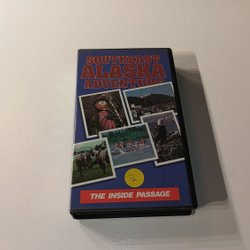 SOUTHEAST
ALASKA
ADVENTURE
THE INSIDE PASSAGE